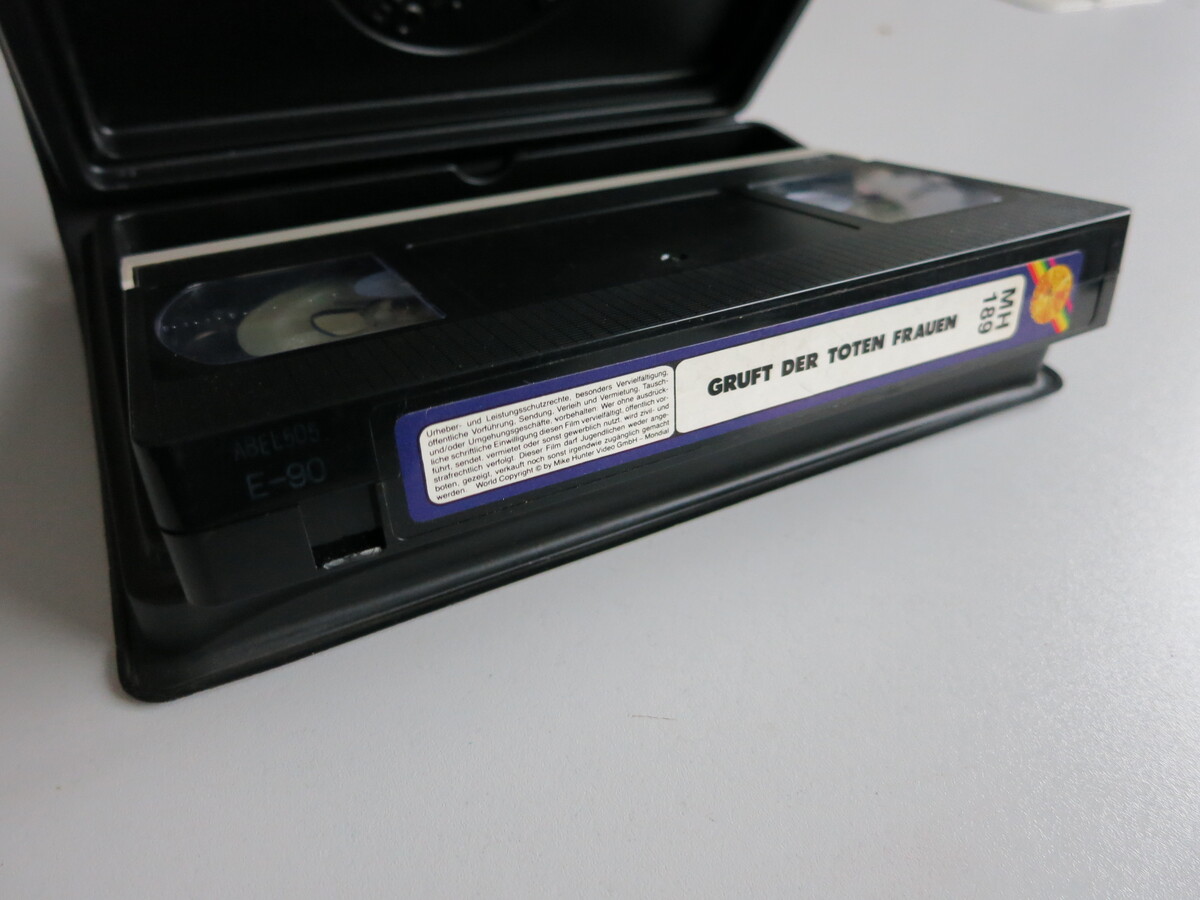 Urheber- und Leistungsschutzrechte, besonders Vervielfältigung,
öffentliche Vorführung, Sendung, Verleih und Vermietung, Tausch-
und/oder Umgehungsgeschäfte, vorbehalten. Wer ohne ausdrück-
liche schriftliche Einwilligung diesen Film vervielfältigt, öffentlich vor-
führt, sendet, vermietet oder sonst gewerblich nutzt, wird zivil- und
strafrechtlich verfolgt. Dieser Film darf Jugendlichen weder ange-
boten, gezeigt, verkauft noch sonst irgendwie zugänglich gemacht
werden. World Copyright © by Mike Hunter Video GmbH – Mondial
GRUFT DER TOTEN FRAUEN
MH
189
E-90